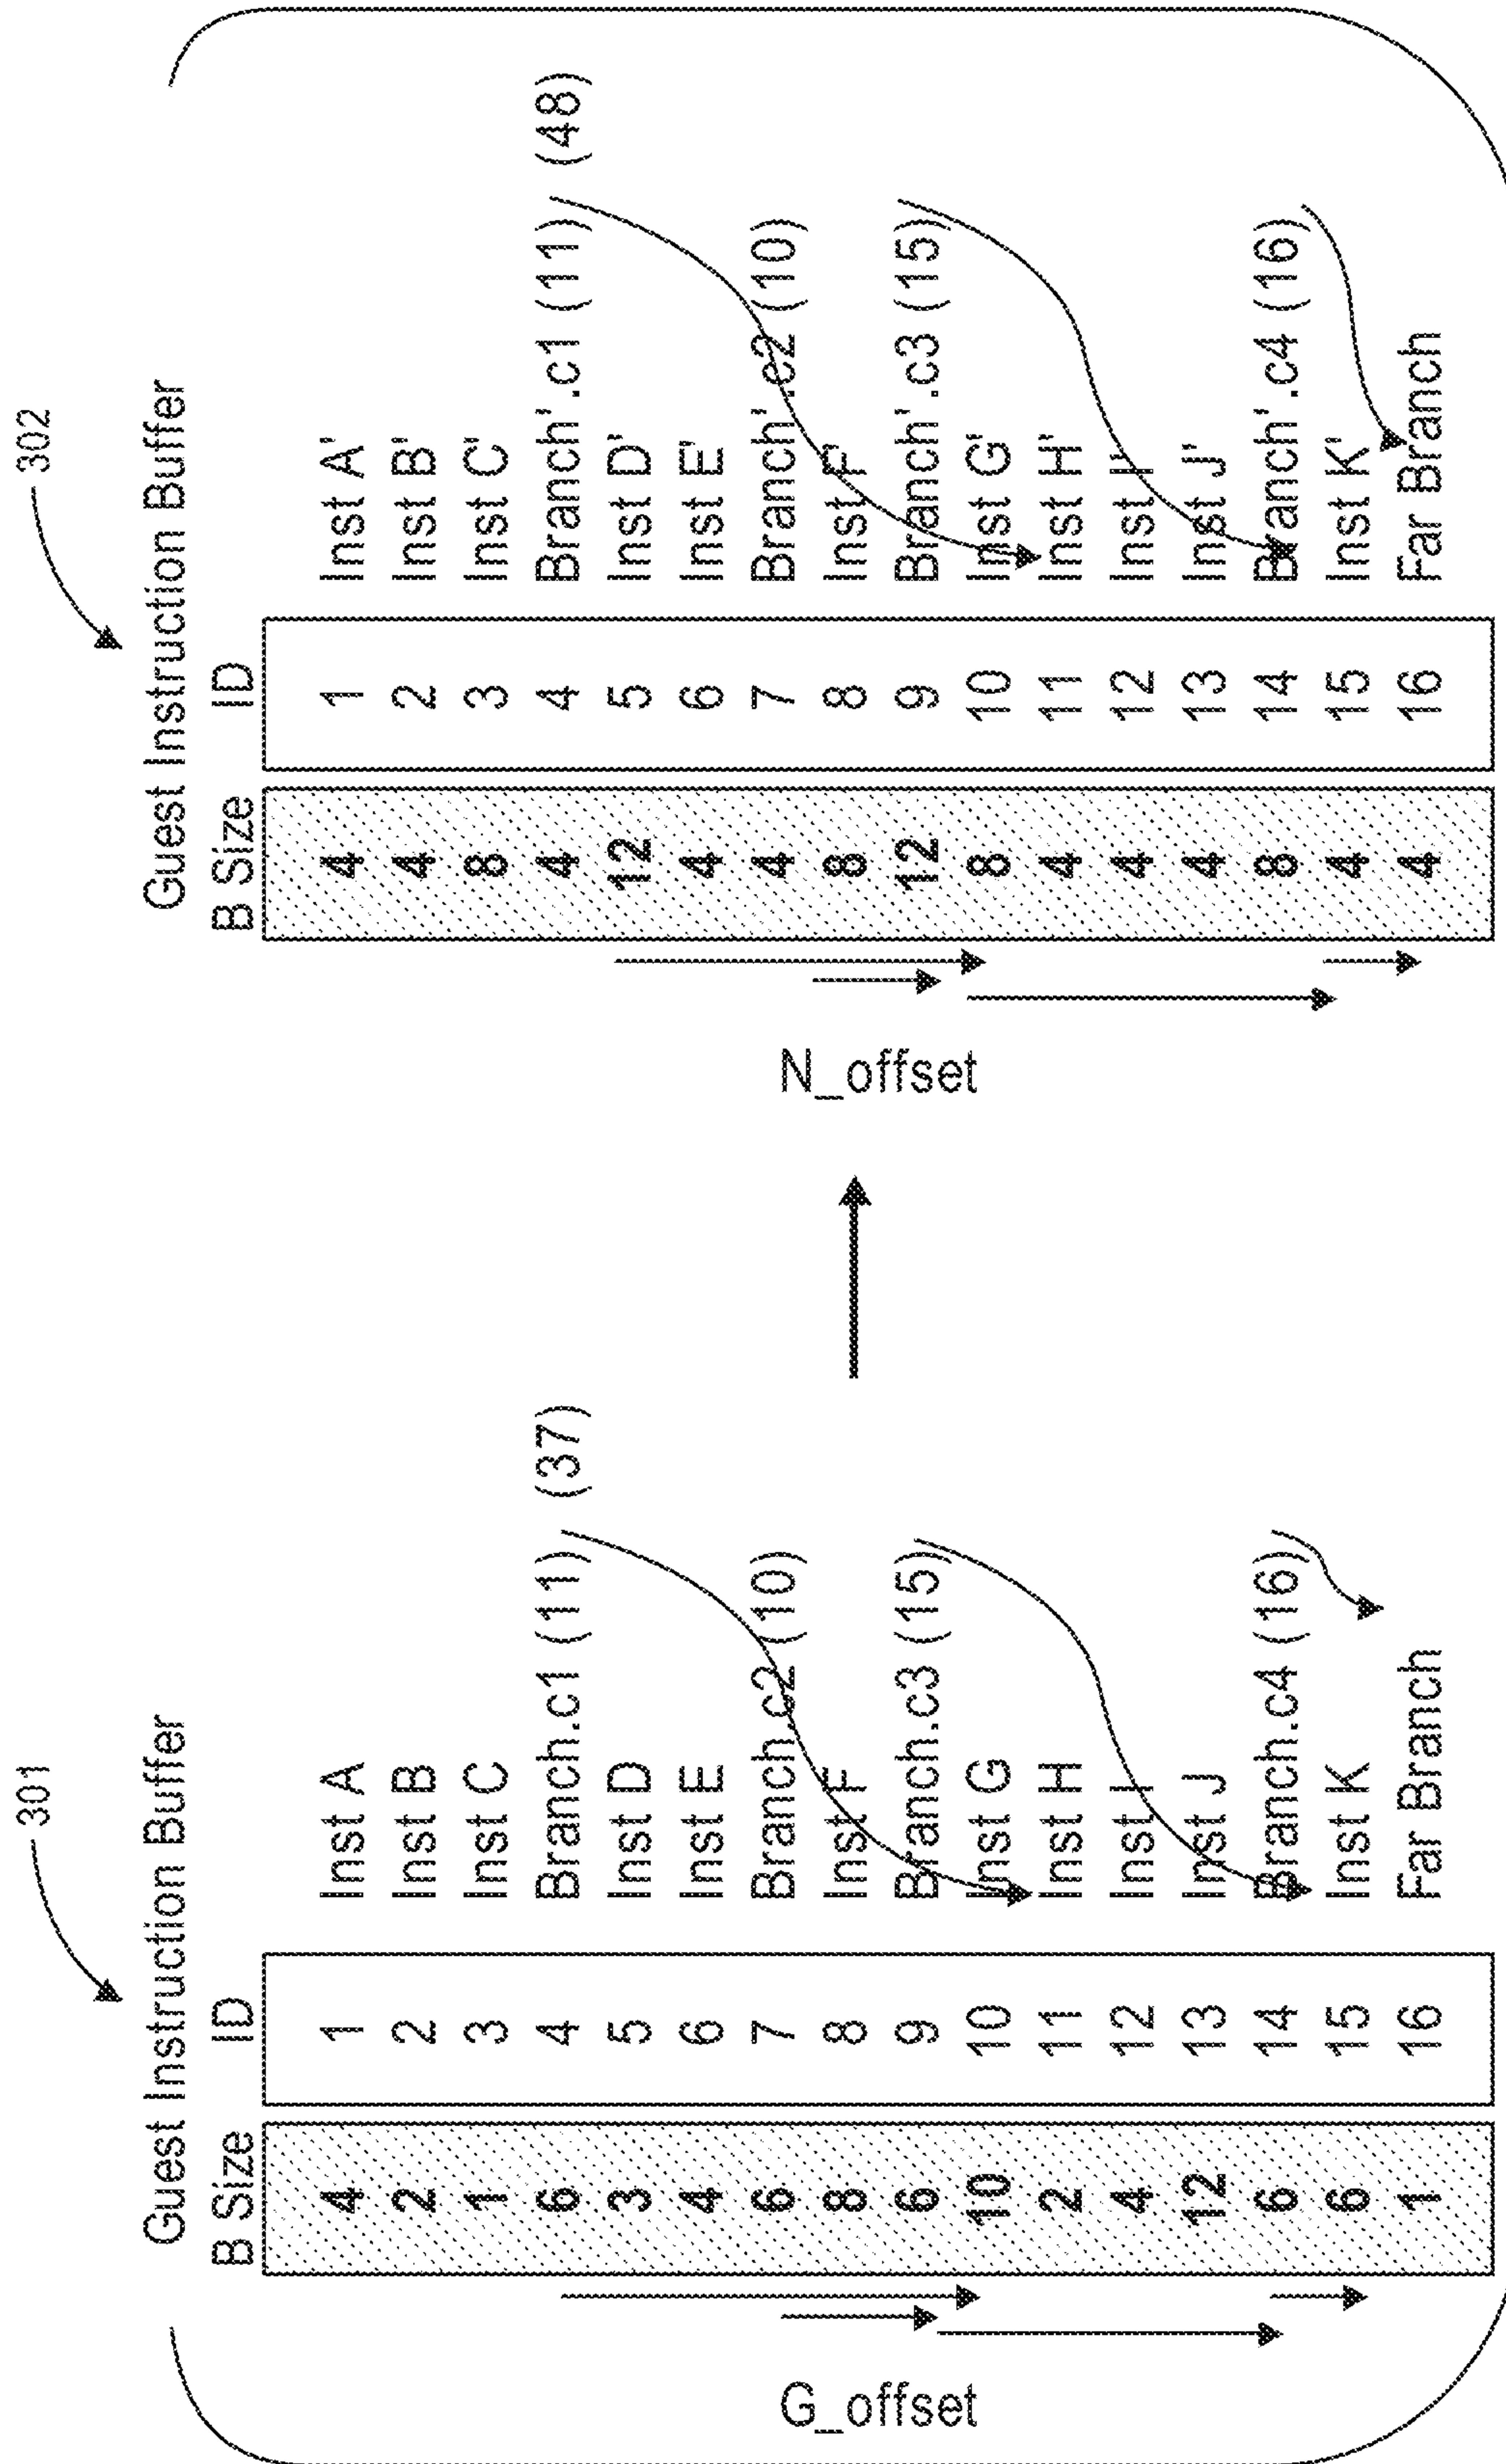 301
Guest Instruction Buffer
B Size ID
4 1 Inst A
2 2 Inst B
1 3 Inst C
6 4 Branch.c1 (11) (37)
3 5 Inst D
4 6 Inst E
6 7 Branch.c2 (10)
8 8 Inst F
6 9 Branch.c3 (15)
10 10 Inst G
2 11 Inst H
4 12 Inst I
12 13 Inst J
6 14 Branch.c4 (16)
6 15 Inst K
1 16 Far Branch
G_offset
302
Guest Instruction Buffer
B Size ID
4 1 Inst A'
4 2 Inst B'
8 3 Inst C'
4 4 Branch'.c1 (11) (48)
12 5 Inst D'
4 6 Inst E'
4 7 Branch'.c2 (10)
8 8 Inst F'
12 9 Branch'.c3 (15)
8 10 Inst G'
4 11 Inst H'
4 12 Inst I'
4 13 Inst J'
8 14 Branch'.c4 (16)
4 15 Inst K'
4 16 Far Branch
N_offset